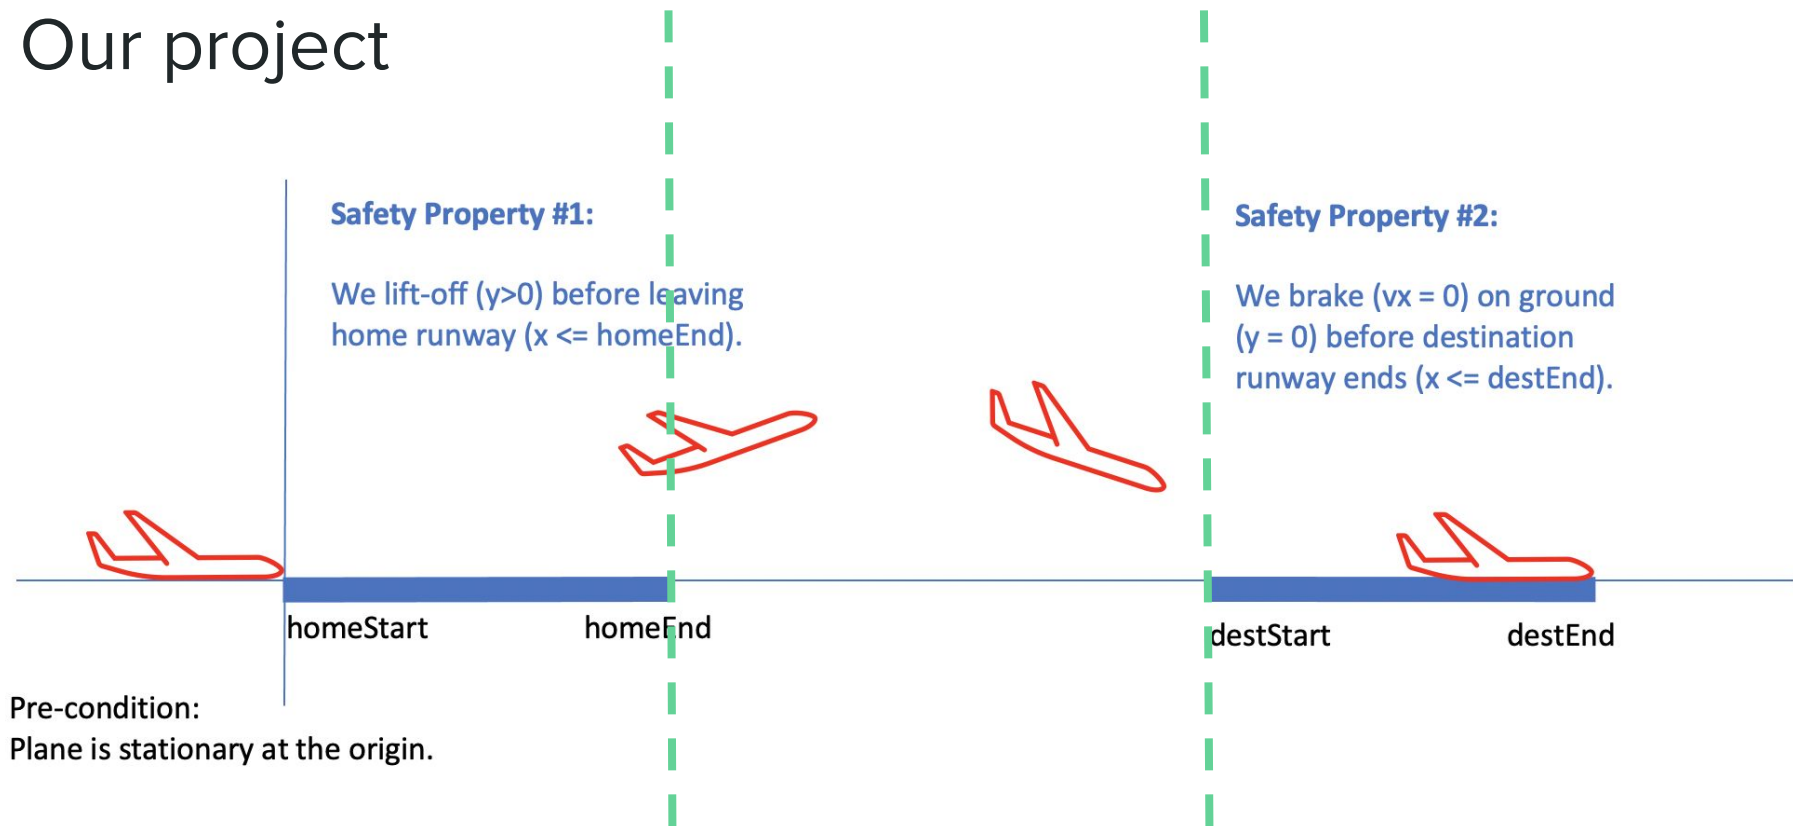 Our project
Safety Property #1:
We lift-off (y>0) before leaving
home runway (x <= homeEnd).
Safety Property #2:
We brake (vx = 0) on ground
(y = 0) before destination
runway ends (x <= destEnd).
homeStart
homeEnd
destStart
destEnd
Pre-condition:
Plane is stationary at the origin.